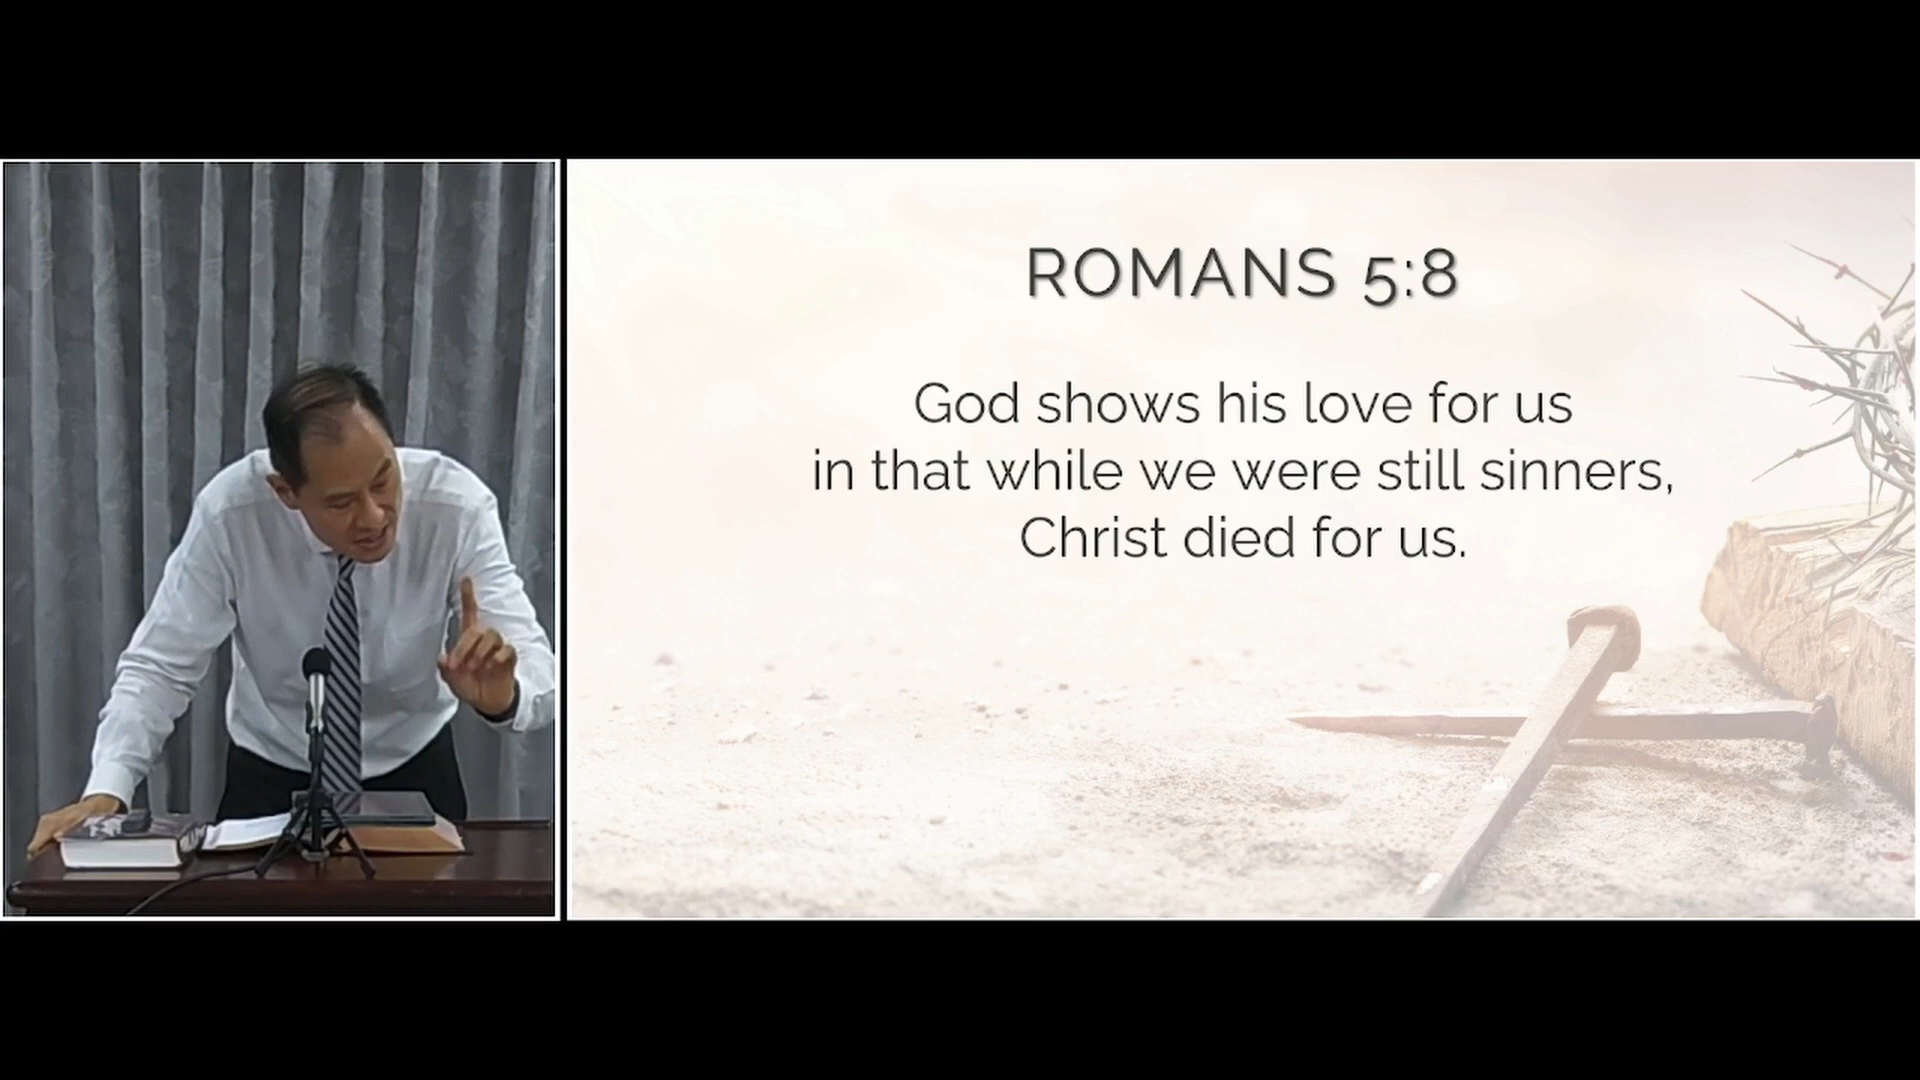 ROMANS 5:8
God shows his love for us
in that while we were still sinners,
Christ died for us.